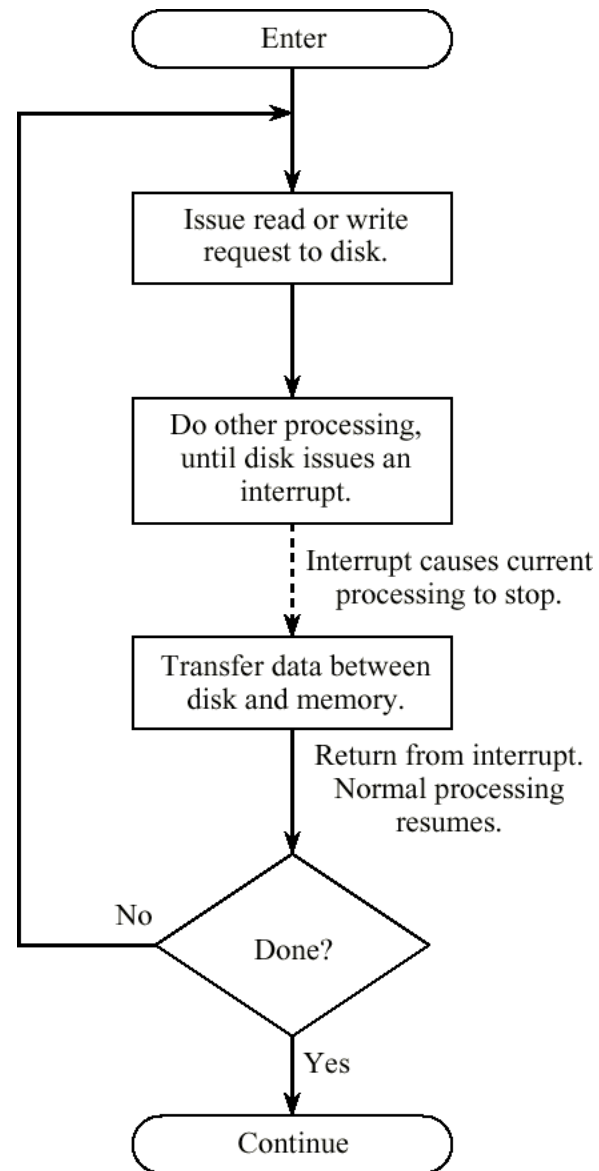 Enter
Issue read or write
request to disk.
Do other processing,
until disk issues an
interrupt.
Interrupt causes current
processing to stop.
Transfer data between
disk and memory.
Return from interrupt.
Normal processing
resumes.
No
Done?
Yes
Continue